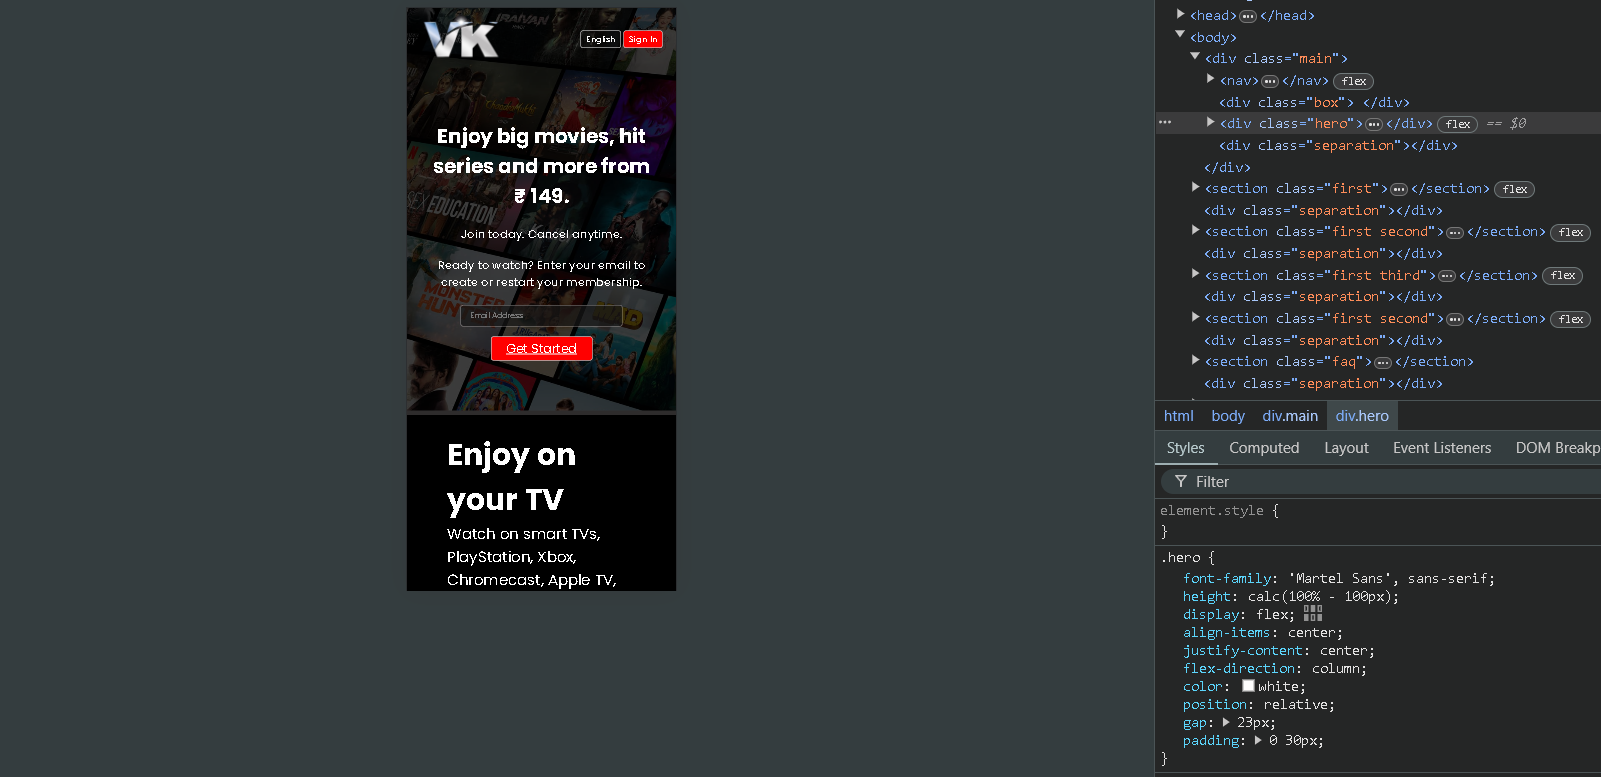 VK
English
Sign In
Enjoy big movies, hit
series and more from
₹ 149.
SEX EDUCATION
Join today. Cancel anytime.
Ready to watch? Enter your email to
create or restart your membership.
MONSTER
Email Address
Get Started
Enjoy on
your TV
Watch on smart TVs,
PlayStation, Xbox,
Chromecast, Apple TV,
<head>•••</head>
<body>
<div class="main">
<nav>•••</nav> flex
<div class="box"> </div>
••• <div class="hero">•••</div> flex == $0
<div class="separation"></div>
</div>
<section class="first">•••</section> flex
<div class="separation"></div>
<section class="first second">•••</section> flex
<div class="separation"></div>
<section class="first third">•••</section> flex
<div class="separation"></div>
<section class="first second">•••</section> flex
<div class="separation"></div>
<section class="faq">•••</section>
<div class="separation"></div>
html body div.main div.hero
Styles Computed Layout Event Listeners DOM Breakp
Filter
element.style {
}
.hero {
font-family: 'Martel Sans', sans-serif;
height: calc(100% - 100px);
display: flex;
align-items: center;
justify-content: center;
flex-direction: column;
color: white;
position: relative;
gap: 23px;
padding: 0 30px;
}